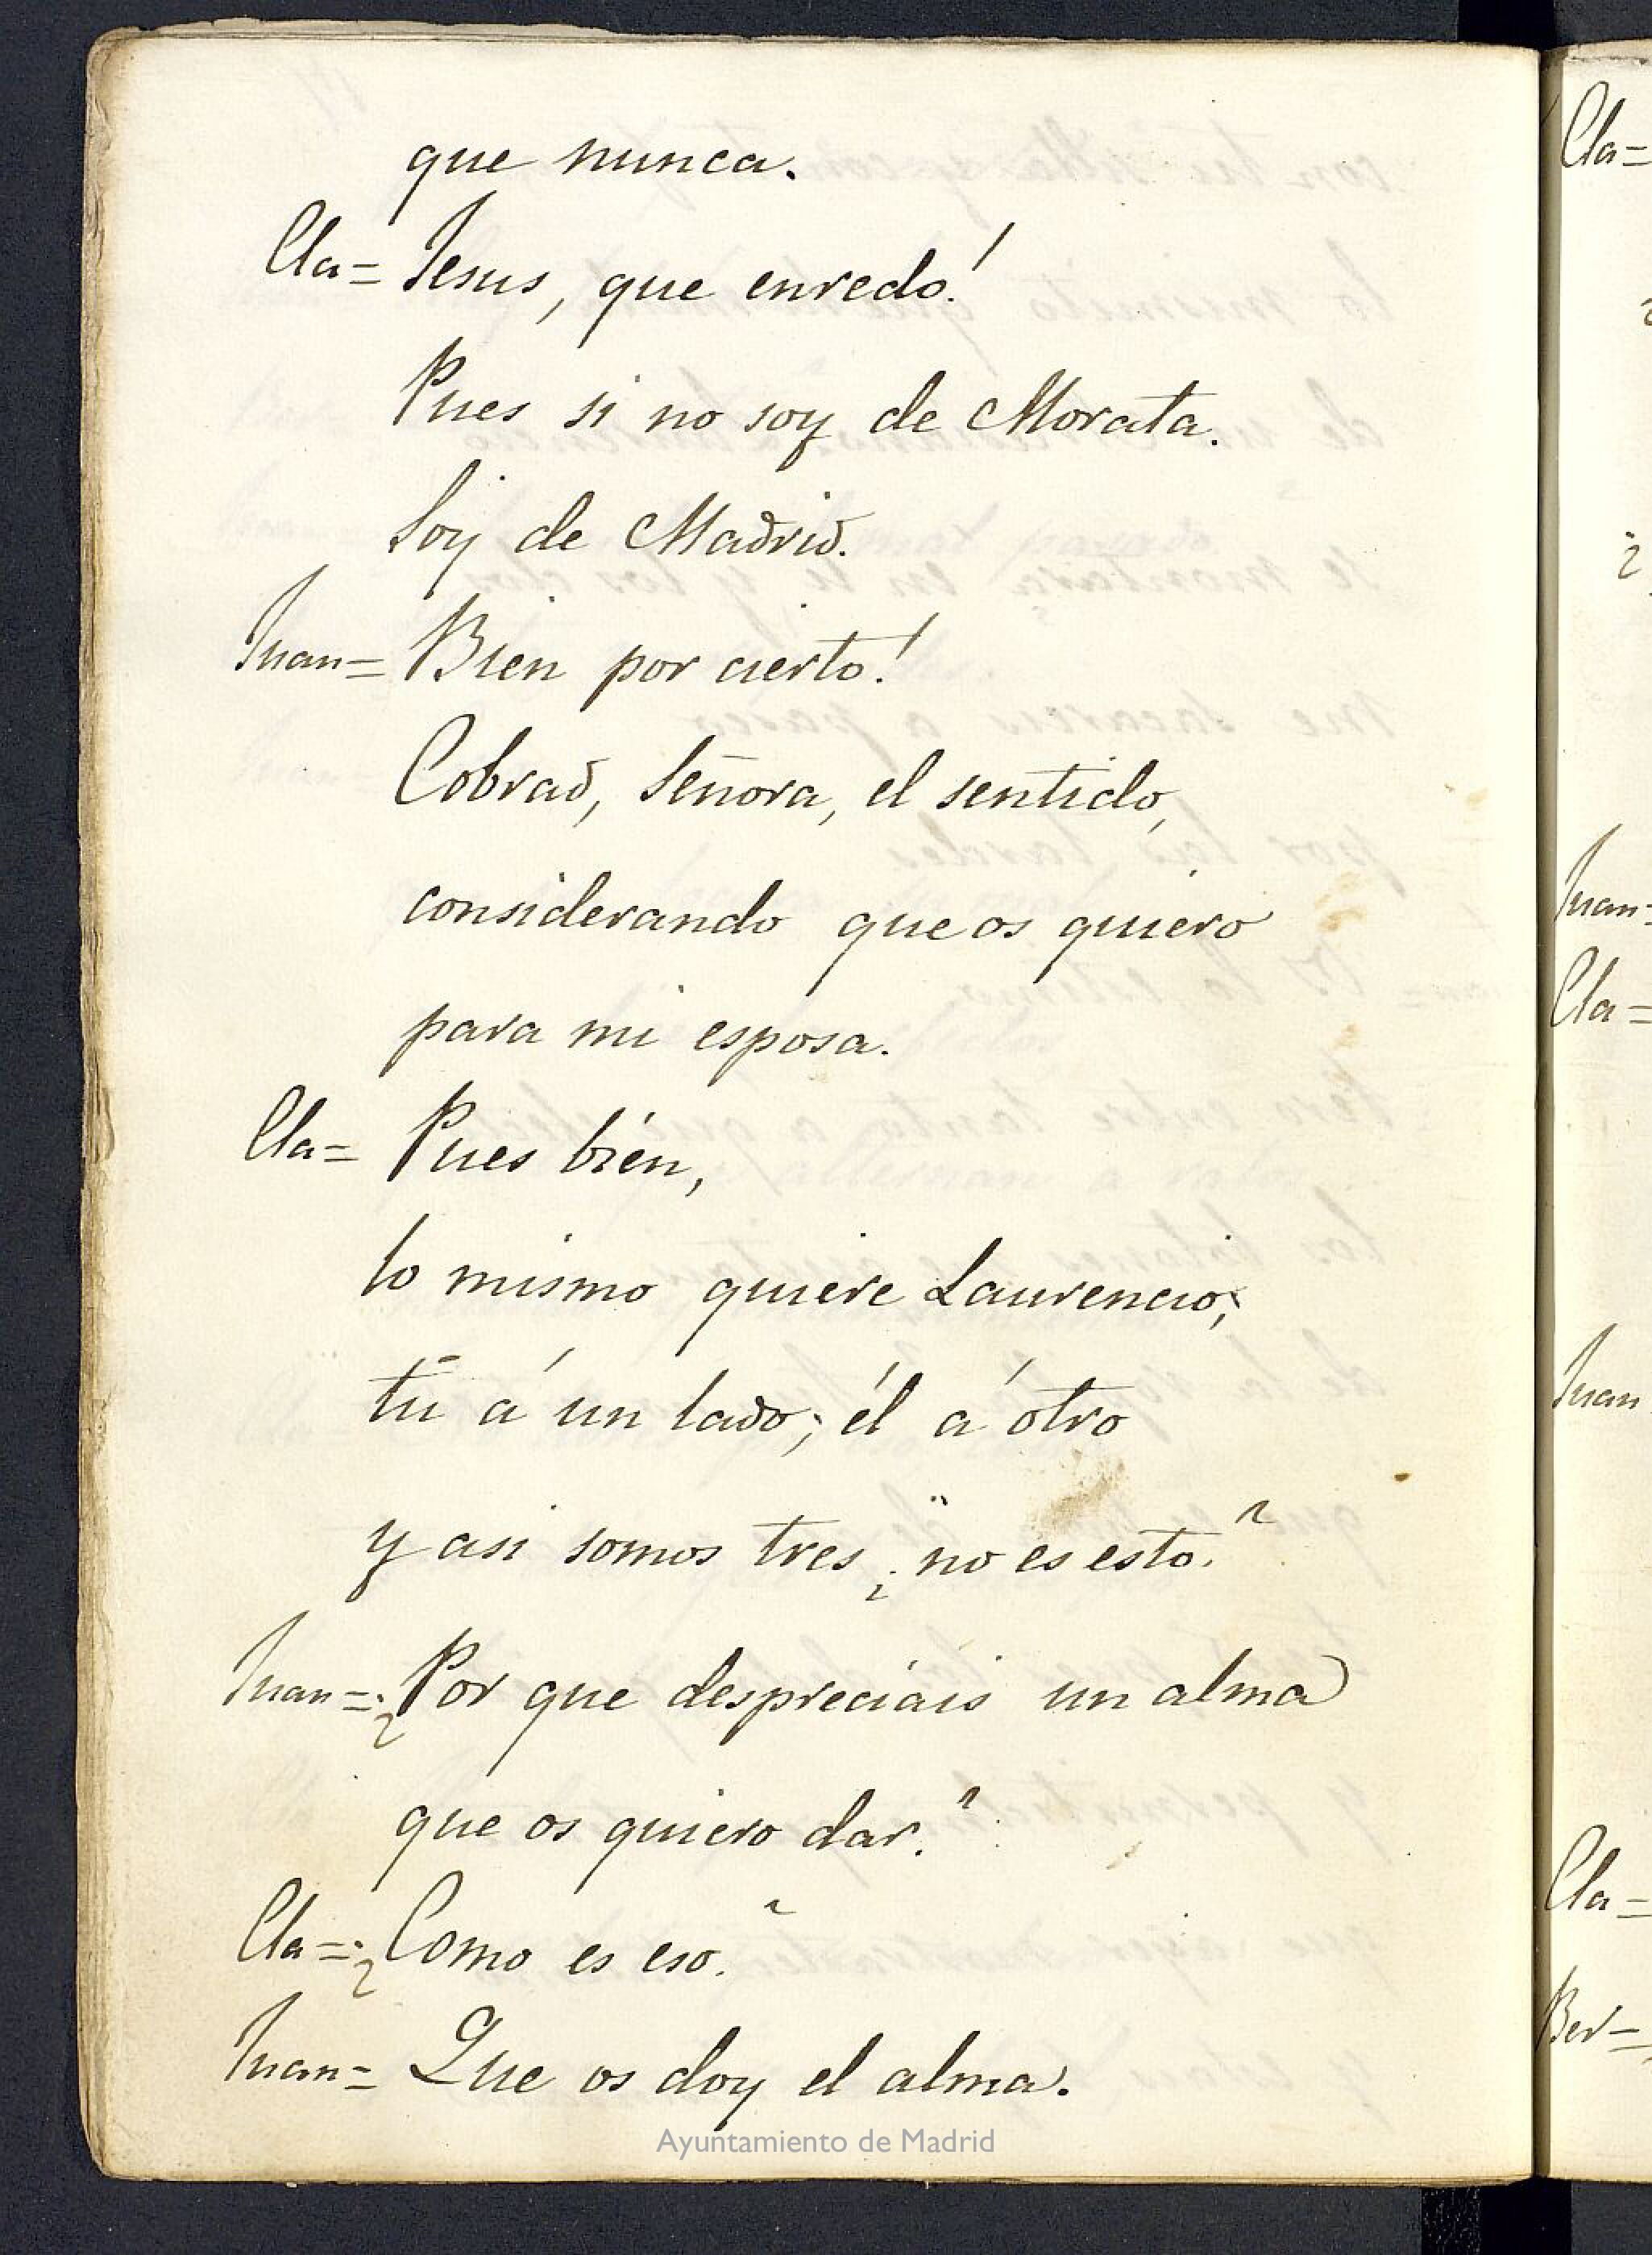 que nunca.
Cla= Jesus, que enredo!
Pues si no soy de Morata.
Soy de Madrid.
Juan= Bien por cierto!
Cobrad, Señora, el sentido,
considerando que os quiero
para mi esposa.
Cla= Pues bien,
lo mismo quiere Laurencio;
tú á un lado; él á otro
y asi somos tres ¿no es esto?
Juan= ¿Por que despreciais un alma
que os quiero dar?
Cla= ¿Como es eso?
Juan= Que os doy el alma.
Ayuntamiento de Madrid
Cla=
Juan=
Cla=
Juan
Cla=
Ber=